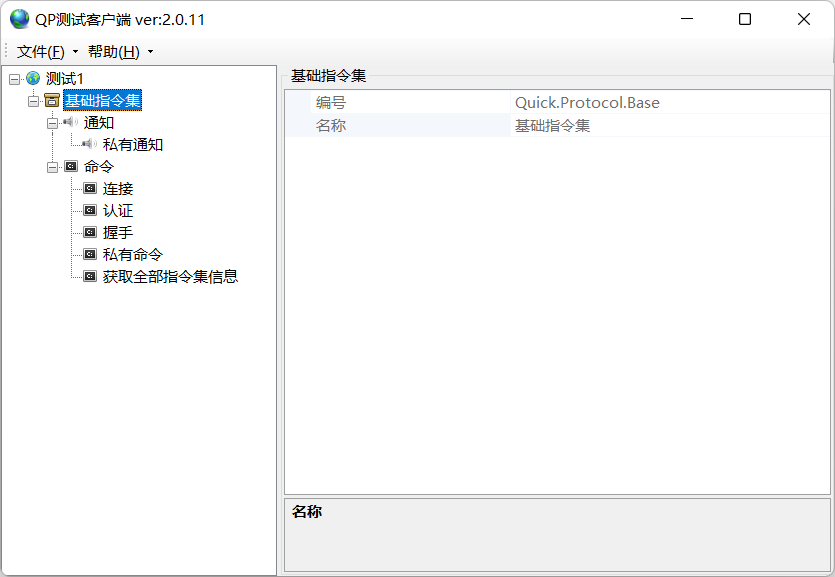 QP测试客户端 ver:2.0.11
文件(F) 帮助(H)
测试1
基础指令集
通知
私有通知
命令
连接
认证
握手
私有命令
获取全部指令集信息
基础指令集
编号 Quick.Protocol.Base
名称 基础指令集
名称